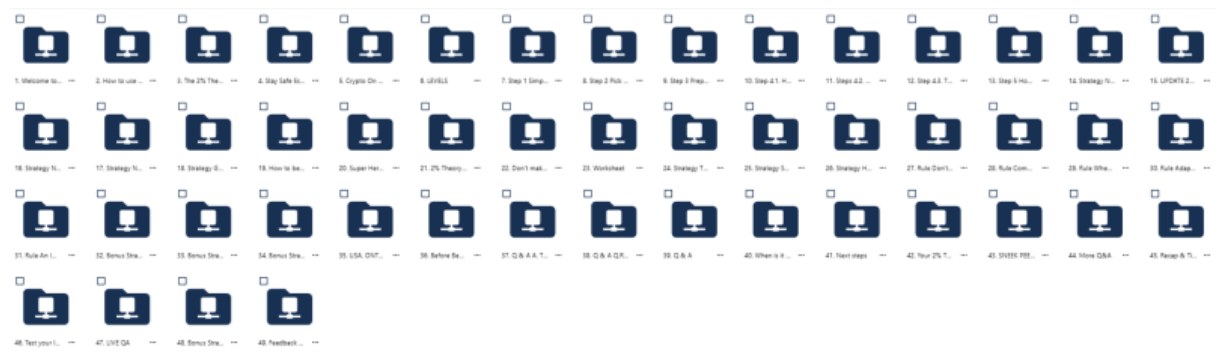 1. Welcome to... 2. How to use ... 3. The 2% The... 4. Stay Safe Ec... 5. Crypto On ... 6. LEVELS 7. Step 1 Simp... 8. Step 2 Pick ... 9. Step 3 Prep... 10. Step 4.1. H... 11. Steps 4.2. ... 12. Step 4.3. T... 13. Step 5 Ho... 14. Strategy N... 15. UPDATE 2...
16. Strategy N... 17. Strategy N... 18. Strategy G... 19. How to be... 20. Super Her... 21. 2% Theory... 22. Don't mak... 23. Worksheet 24. Strategy T... 25. Strategy S... 26. Strategy H... 27. Rule Don't... 28. Rule Com... 29. Rule Whe... 30. Rule Adap...
31. Rule An I... 32. Bonus Stra... 33. Bonus Stra... 34. Bonus Stra... 35. USA, ONT... 36. Before Be... 37. Q & A A. T... 38. Q & A Q.R... 39. Q & A 40. When is it ... 41. Next steps 42. Your 2% T... 43. SNEEK PEE... 44. More Q&A 45. Recap & Ti...
46. Test your l... 47. LIVE QA 48. Bonus Stra... 49. Feedback ...